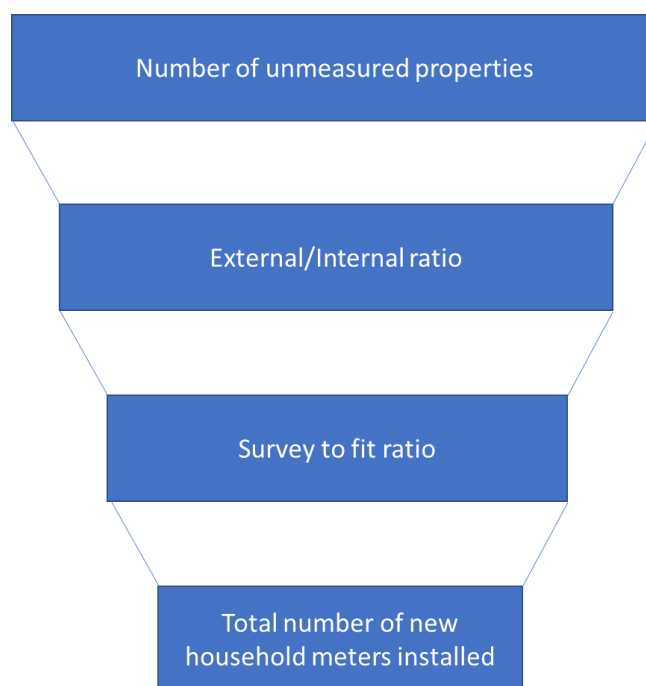 Number of unmeasured properties
External/Internal ratio
Survey to fit ratio
Total number of new
household meters installed